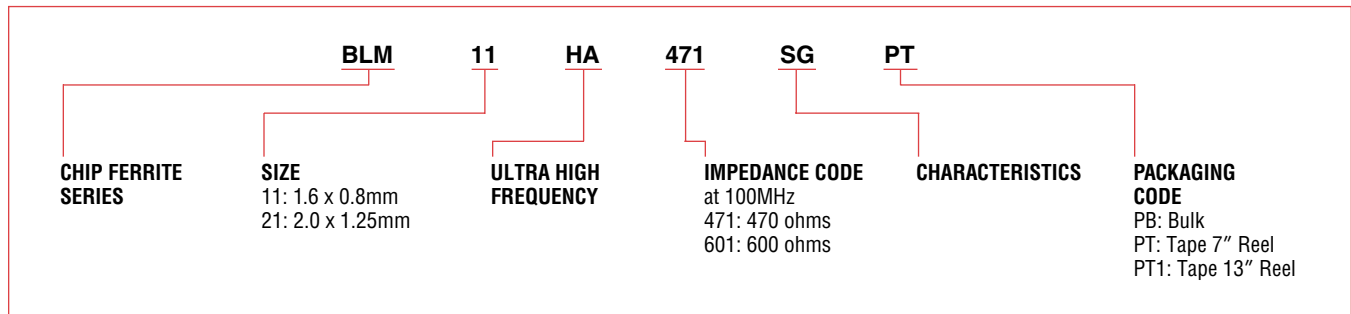 BLM 11 HA 471 SG PT
CHIP FERRITE
SERIES
SIZE
11: 1.6 x 0.8mm
21: 2.0 x 1.25mm
ULTRA HIGH
FREQUENCY
IMPEDANCE CODE
at 100MHz
471: 470 ohms
601: 600 ohms
CHARACTERISTICS
PACKAGING
CODE
PB: Bulk
PT: Tape 7″ Reel
PT1: Tape 13″ Reel